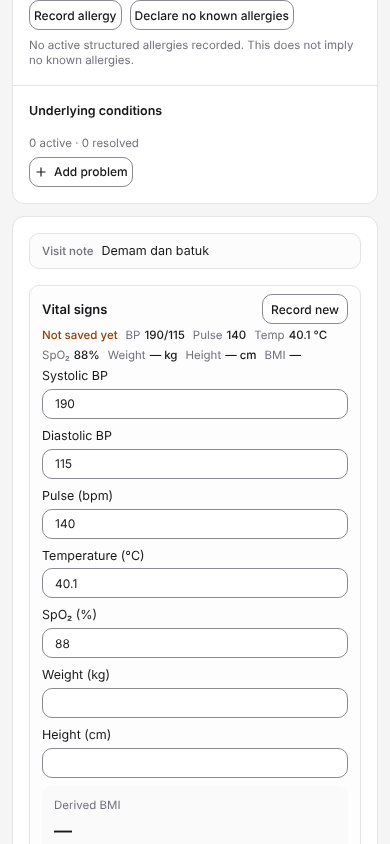 Record allergy
Declare no known allergies
No active structured allergies recorded. This does not imply
no known allergies.
Underlying conditions
0 active · 0 resolved
+ Add problem
Visit note Demam dan batuk
Vital signs
Record new
Not saved yet BP 190/115 Pulse 140 Temp 40.1 °C
SpO₂ 88% Weight — kg Height — cm BMI —
Systolic BP
190
Diastolic BP
115
Pulse (bpm)
140
Temperature (°C)
40.1
SpO₂ (%)
88
Weight (kg)
Height (cm)
Derived BMI
—